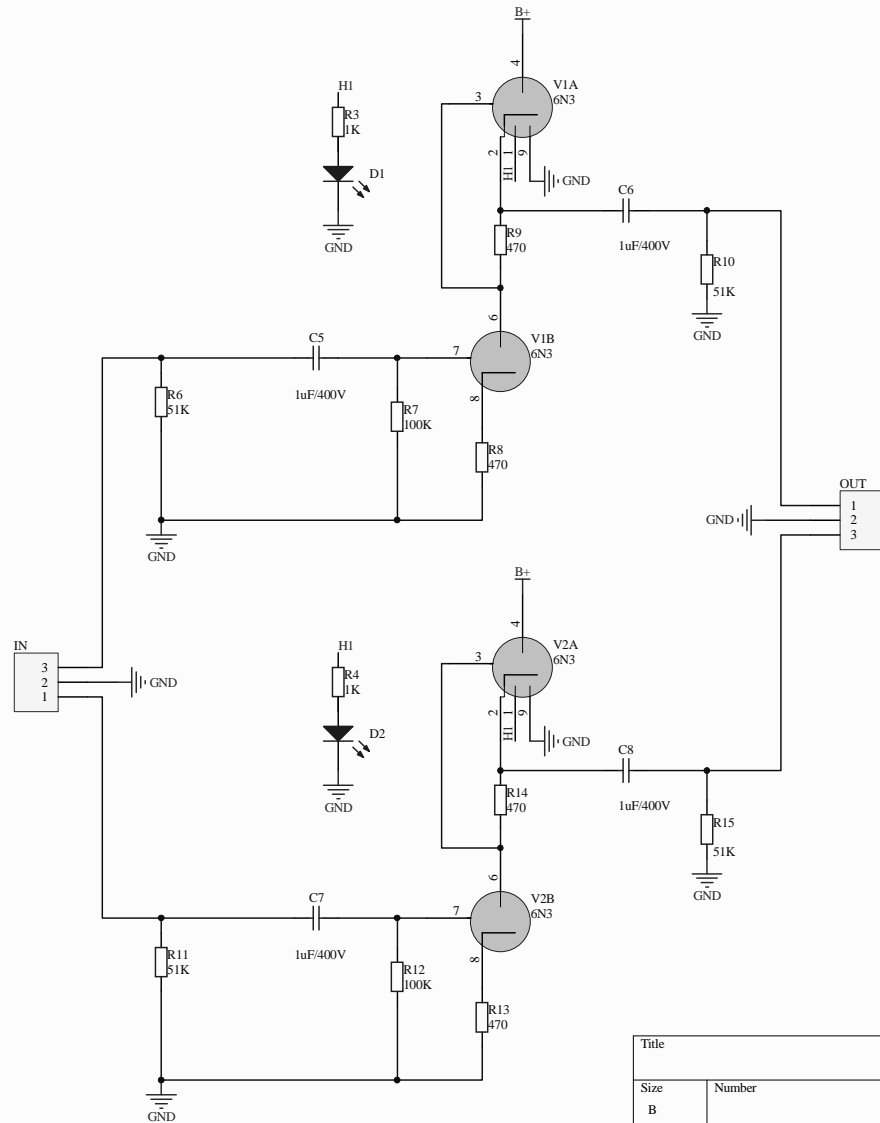 B+
4
V1A
6N3
3
2
1
9
H1
GND
H1
R3
1K
D1
GND
C6
1uF/400V
R9
470
R10
51K
GND
6
V1B
6N3
7
8
C5
1uF/400V
R6
51K
R7
100K
R8
470
GND
OUT
1
2
3
GND
IN
3
2
1
GND
B+
4
V2A
6N3
3
2
1
9
H1
GND
H1
R4
1K
D2
GND
C8
1uF/400V
R14
470
R15
51K
GND
6
V2B
6N3
7
8
C7
1uF/400V
R11
51K
R12
100K
R13
470
GND
Title
Size
Number
B